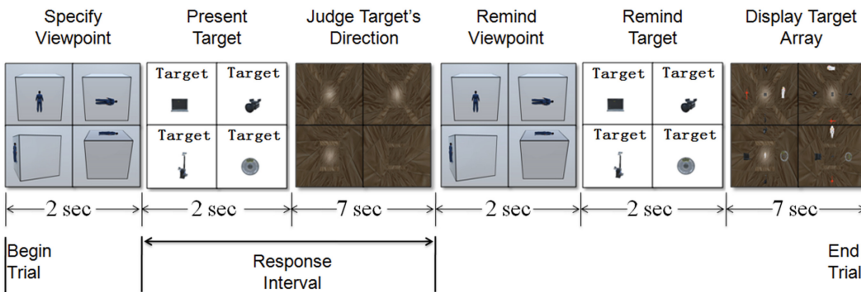 Specify
Viewpoint
Present
Target
Judge Target's
Direction
Remind
Viewpoint
Remind
Target
Display Target
Array
Target Target
Target Target
Target Target
Target Target
2 sec
2 sec
7 sec
2 sec
2 sec
7 sec
Begin
Trial
Response
Interval
End
Trial